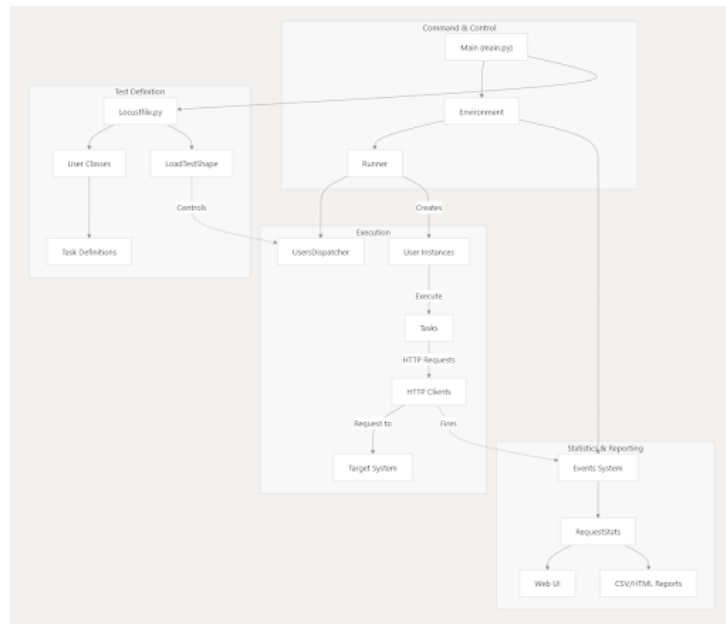 Command & Control
Main (main.py)
Test Definition
Locustfile.py
Environment
User Classes
LoadTestShape
Runner
Controls
Creates
Execution
Task Definitions
UsersDispatcher
User Instances
Execute
Tasks
HTTP Requests
HTTP Clients
Request to
Fires
Statistics & Reporting
Target System
Events System
RequestStats
Web UI
CSV/HTML Reports